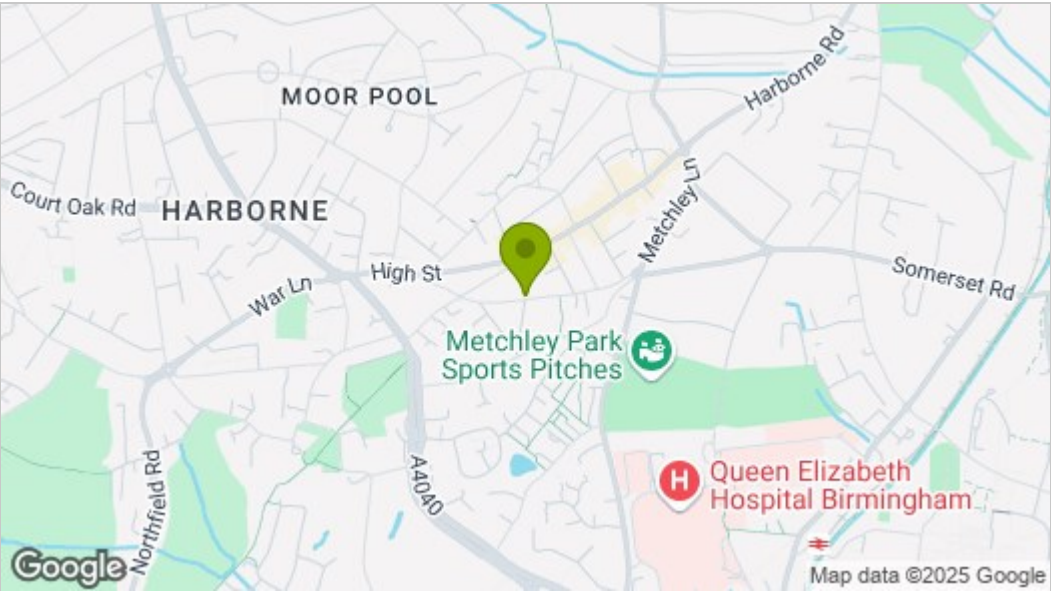 Harborne Rd
MOOR POOL
Metchley Ln
Court Oak Rd
HARBORNE
High St
War Ln
Somerset Rd
Metchley Park
Sports Pitches
Northfield Rd
A4040
H
Queen Elizabeth
Hospital Birmingham
Google
Map data ©2025 Google